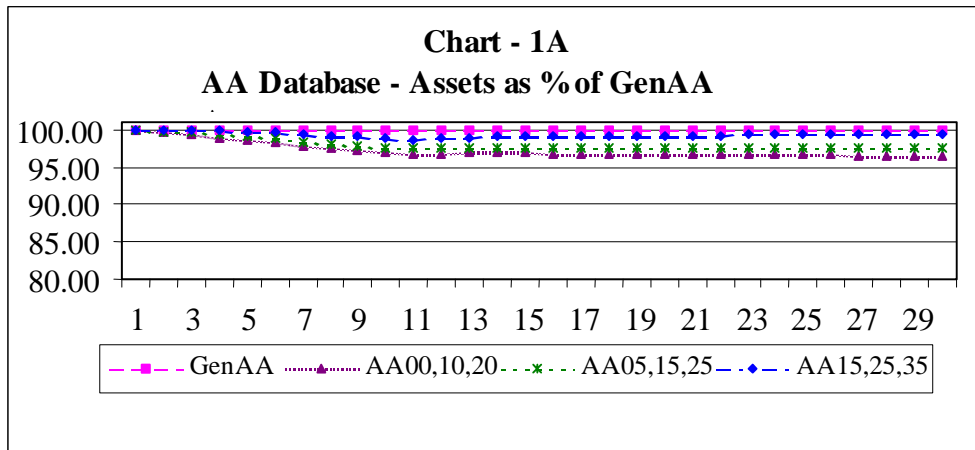 Chart - 1A
AA Database - Assets as % of GenAA
100.00
95.00
90.00
85.00
80.00
1 3 5 7 9 11 13 15 17 19 21 23 25 27 29
GenAA AA00,10,20 AA05,15,25 AA15,25,35